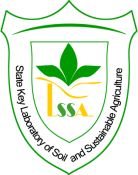 State Key Laboratory of Soil and Sustainable Agriculture
LSSA